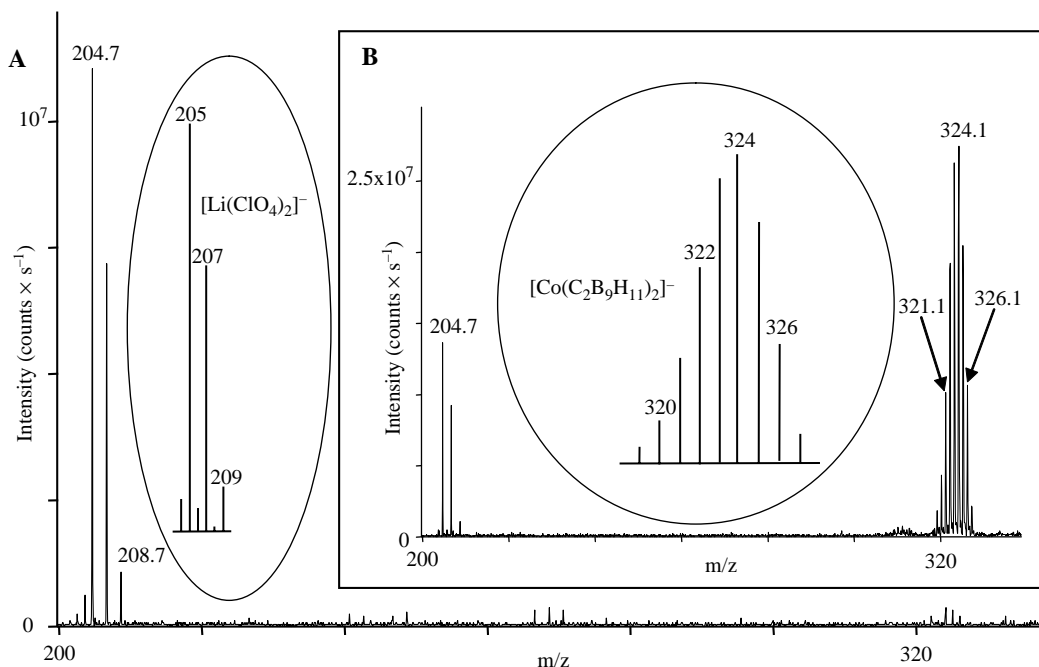 A
204.7
10⁷
205
[Li(ClO₄)₂]⁻
207
209
208.7
Intensity (counts × s⁻¹)
0
200
m/z
320
B
2.5x10⁷
324
322
[Co(C₂B₉H₁₁)₂]⁻
326
320
204.7
324.1
321.1
326.1
Intensity (counts × s⁻¹)
0
200
m/z
320